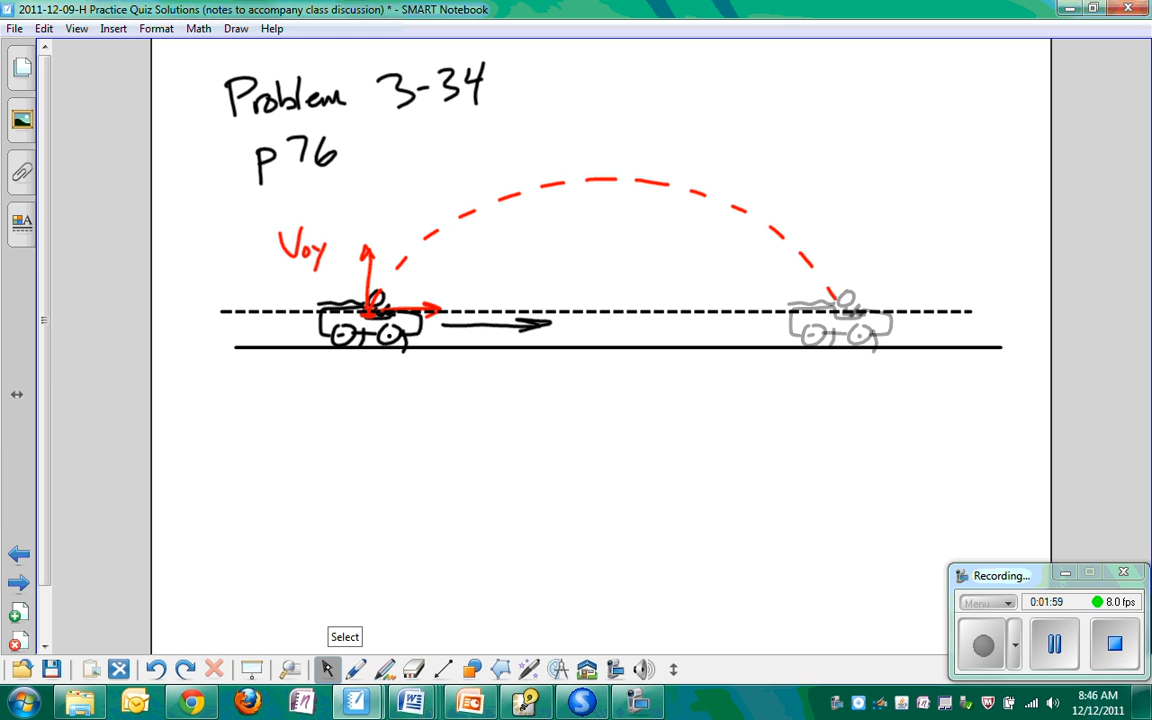 2011-12-09-H Practice Quiz Solutions (notes to accompany class discussion) * - SMART Notebook
File Edit View Insert Format Math Draw Help
Problem 3-34
p 76
Voy
Recording...
Menu
0:01:59
8.0 fps
Select
8:46 AM
12/12/2011